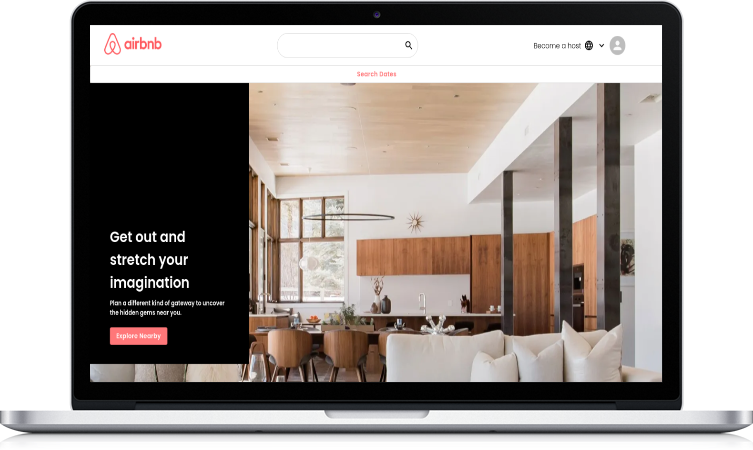 airbnb
Become a host
Search Dates
Get out and
stretch your
imagination
Plan a different kind of gateway to uncover
the hidden gems near you.
Explore Nearby